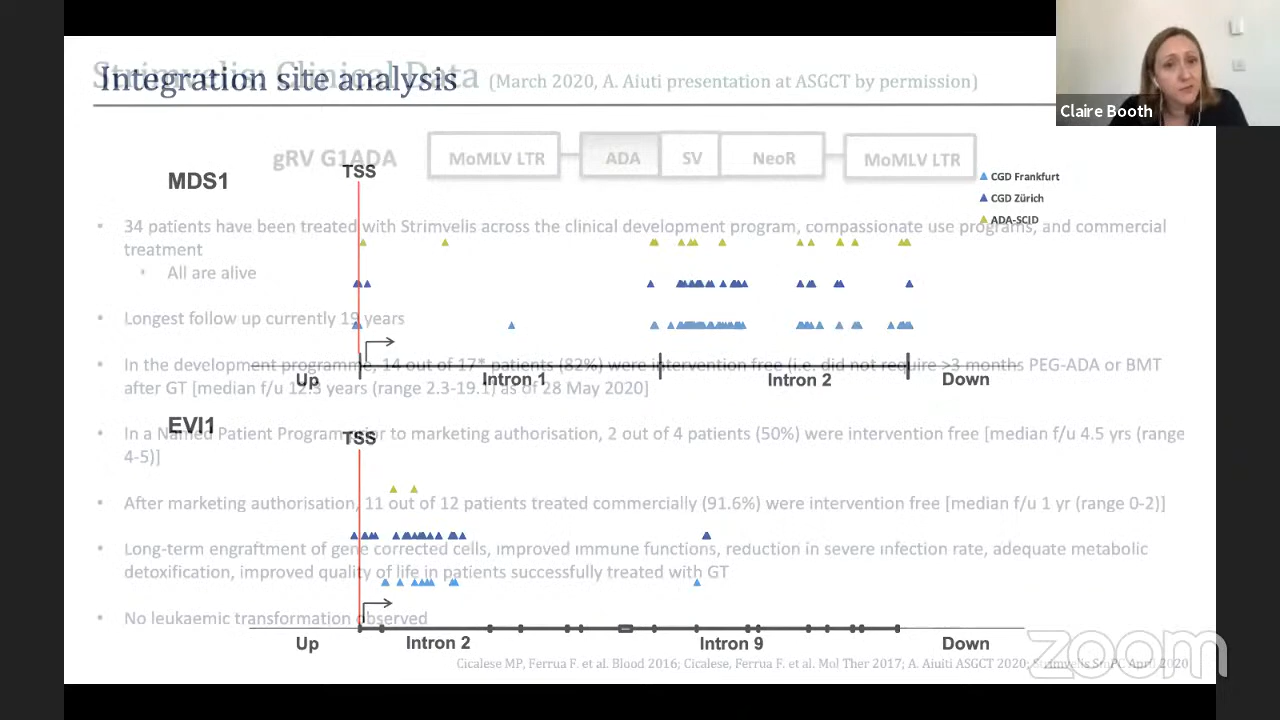 Claire Booth
Strimvelis: Clinical Data
Integration site analysis
(March 2020, A. Aiuti presentation at ASGCT by permission)
gRV G1ADA
MoMLV LTR
ADA
SV
NeoR
MoMLV LTR
MDS1
TSS
CGD Frankfurt
CGD Zürich
ADA-SCID
• 34 patients have been treated with Strimvelis across the clinical development program, compassionate use programs, and commercial
treatment
• All are alive
• Longest follow up currently 19 years
• In the development programme, 14 out of 17* patients (82%) were intervention free (i.e. did not require >3 months PEG-ADA or BMT
after GT [median f/u 12.3 years (range 2.3-19.1) as of 28 May 2020]
Up
Intron 1
Intron 2
Down
EVI1
TSS
• In a Named Patient Program prior to marketing authorisation, 2 out of 4 patients (50%) were intervention free [median f/u 4.5 yrs (range
4-5)]
• After marketing authorisation, 11 out of 12 patients treated commercially (91.6%) were intervention free [median f/u 1 yr (range 0-2)]
• Long-term engraftment of gene corrected cells, improved immune functions, reduction in severe infection rate, adequate metabolic
detoxification, improved quality of life in patients successfully treated with GT
• No leukaemic transformation observed
Up
Intron 2
Intron 9
Down
Cicalese MP, Ferrua F. et al. Blood 2016; Cicalese, Ferrua F. et al. Mol Ther 2017; A. Aiuiti ASGCT 2020; Strimvelis SmPC April 2020
zoom